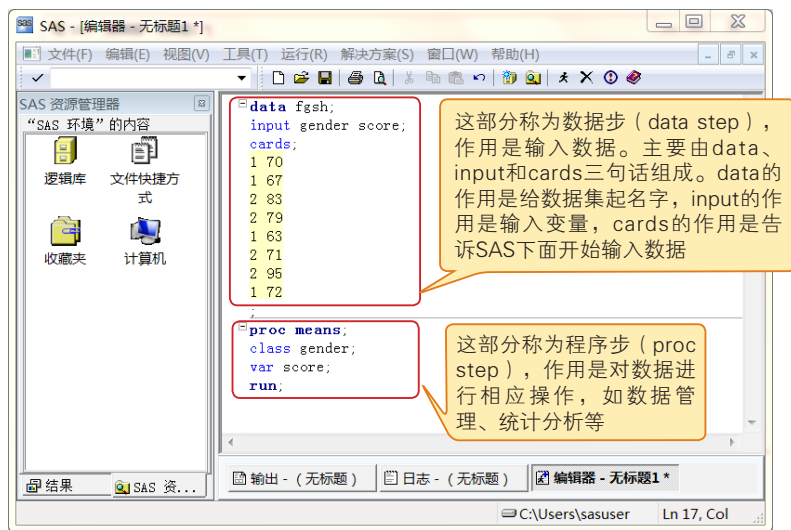 SAS - [编辑器 - 无标题1 *]
文件(F) 编辑(E) 视图(V) 工具(T) 运行(R) 解决方案(S) 窗口(W) 帮助(H)
SAS 资源管理器
“SAS 环境”的内容
逻辑库
文件快捷方
式
收藏夹
计算机
data fgsh;
input gender score;
cards;
1 70
1 67
2 83
2 79
1 63
2 71
2 95
1 72
;
proc means;
class gender;
var score;
run;
这部分称为数据步（data step），
作用是输入数据。主要由data、
input和cards三句话组成。data的
作用是给数据集起名字，input的作
用是输入变量，cards的作用是告
诉SAS下面开始输入数据
这部分称为程序步（proc
step），作用是对数据进
行相应操作，如数据管
理、统计分析等
结果
SAS 资...
输出 - （无标题）
日志 - （无标题）
编辑器 - 无标题1 *
C:\Users\sasuser
Ln 17, Col